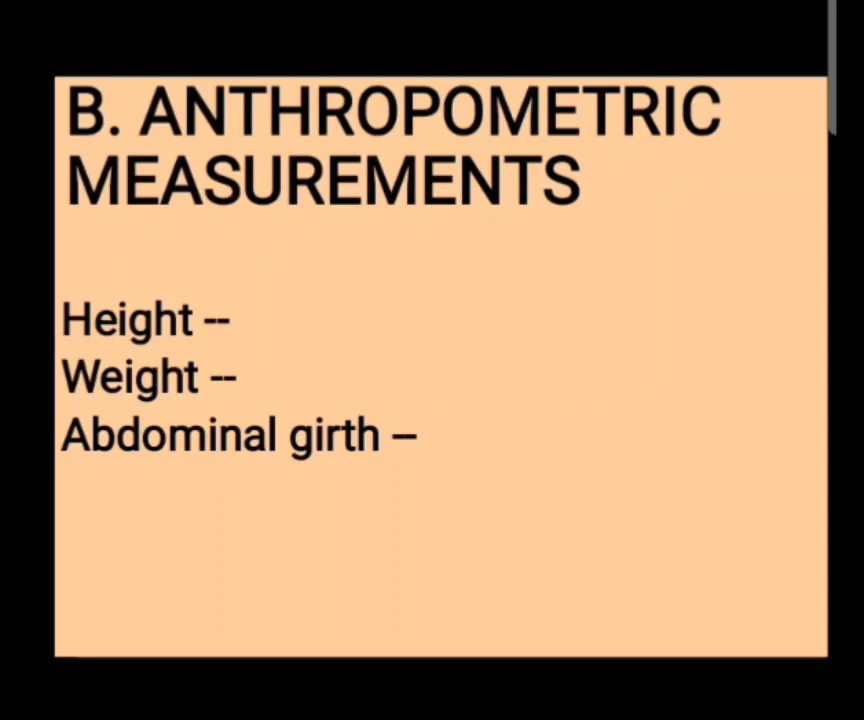 B. ANTHROPOMETRIC
MEASUREMENTS
Height --
Weight --
Abdominal girth –